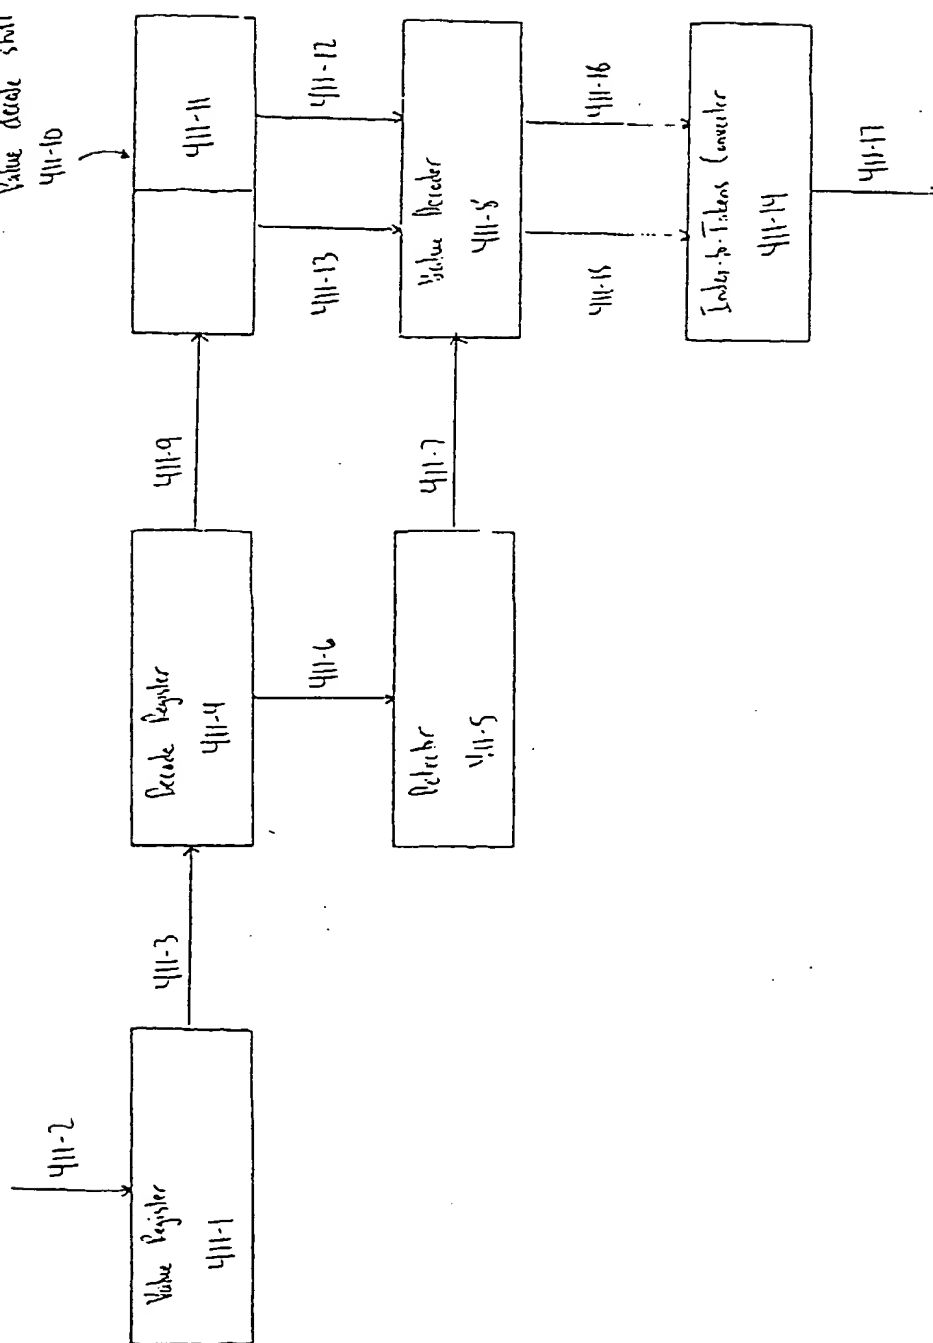 Value decode shift
411-10
411-11
411-12
411-13
Value Decoder
411-8
411-16
411-15
Index-to-Tokens Converter
411-14
411-17
411-9
411-7
Decode Register
411-4
411-6
Detector
411-5
411-3
411-2
Value Register
411-1